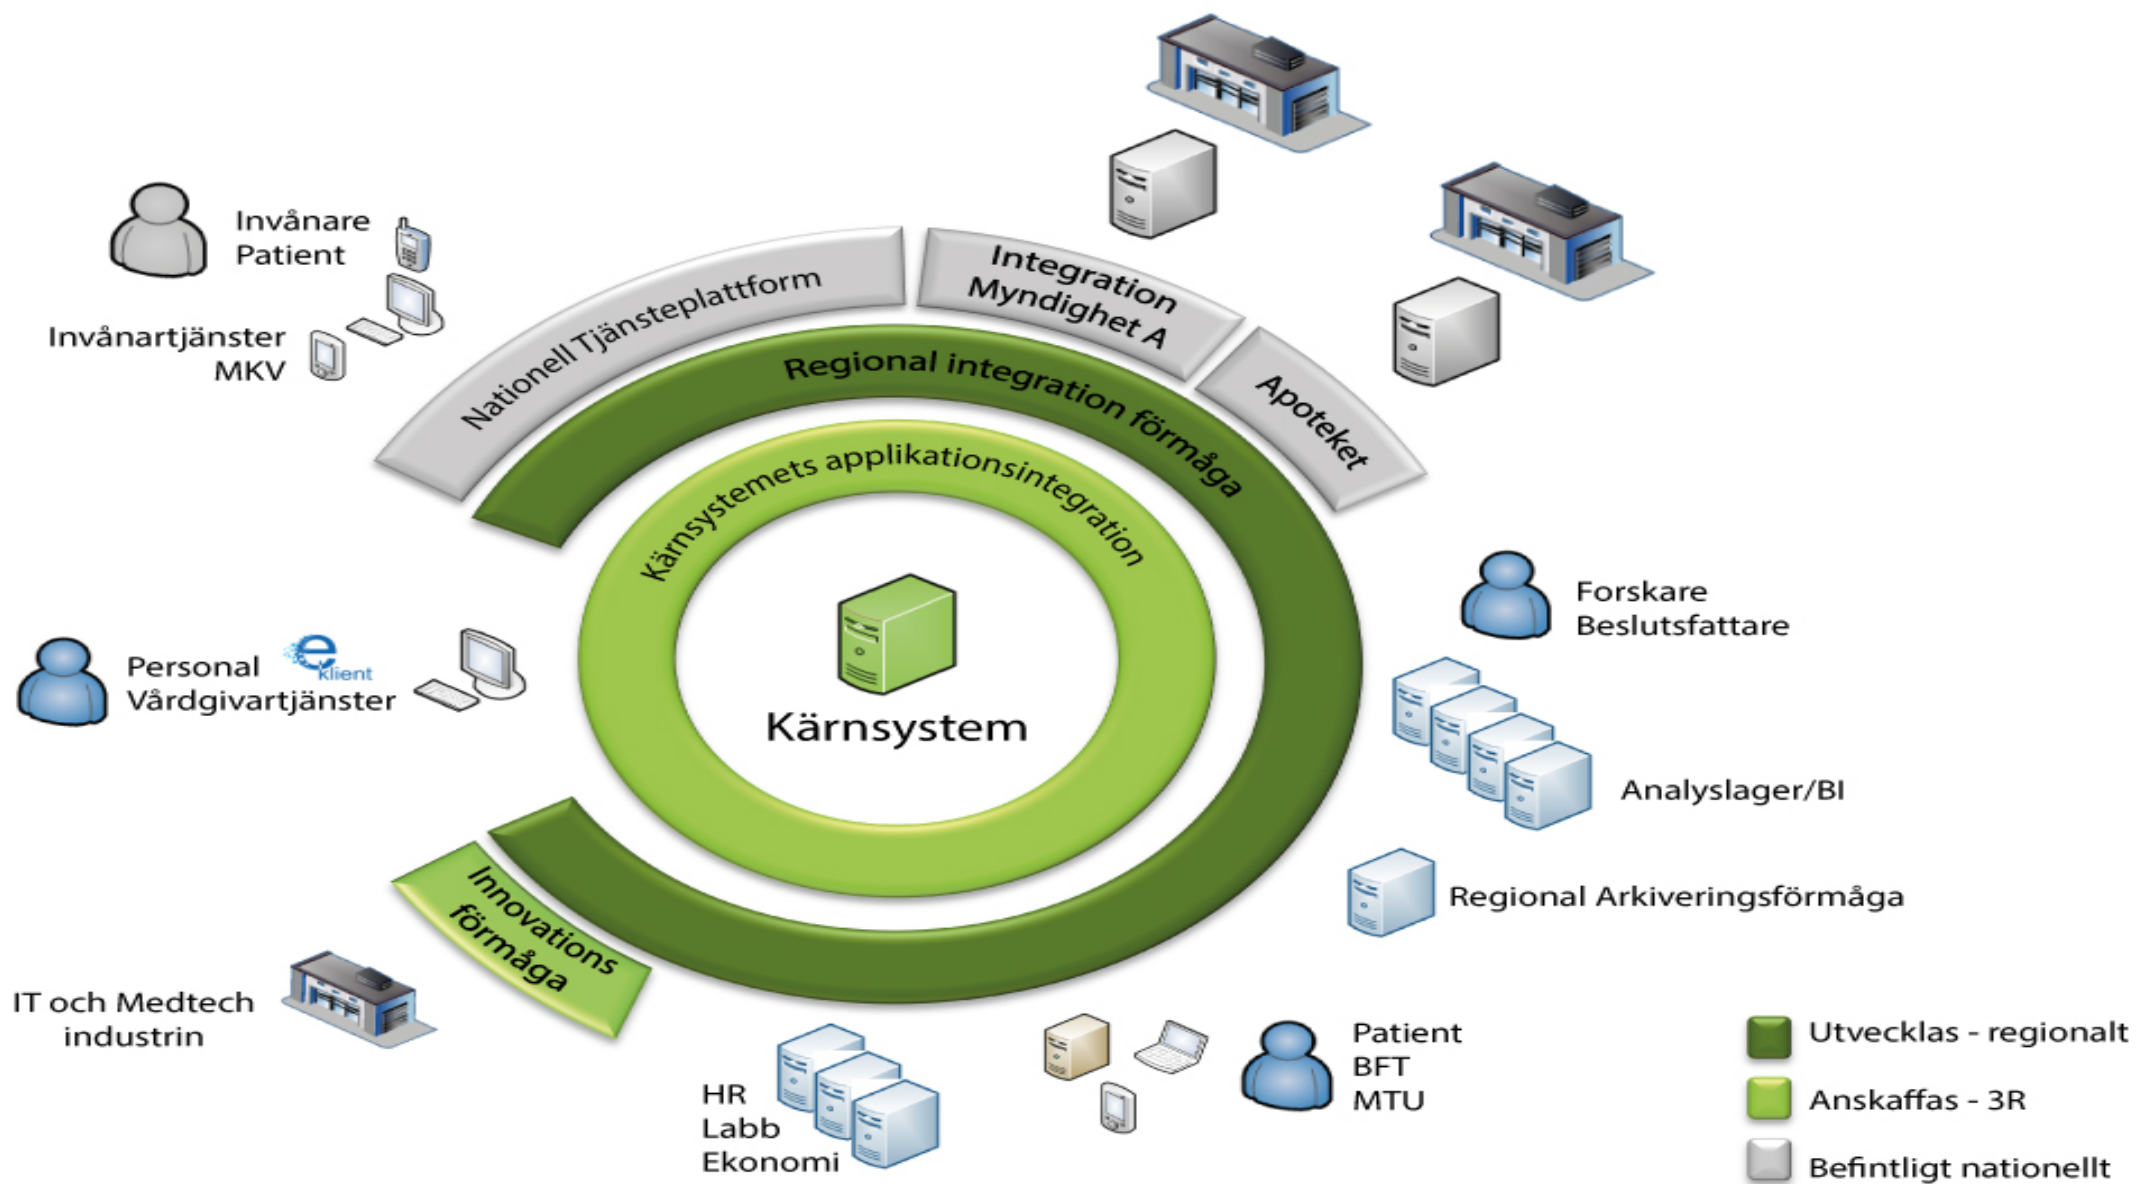 Invånare
Patient
Invånartjänster
MKV
Nationell Tjänsteplattform
Integration
Myndighet A
Apoteket
Regional integration förmåga
Kärnsystemets applikationsintegration
Kärnsystem
Personal
e klient
Vårdgivartjänster
Forskare
Beslutsfattare
Analyslager/BI
Regional Arkiveringsförmåga
Innovations
förmåga
IT och Medtech
industrin
HR
Labb
Ekonomi
Patient
BFT
MTU
Utvecklas - regionalt
Anskaffas - 3R
Befintligt nationellt